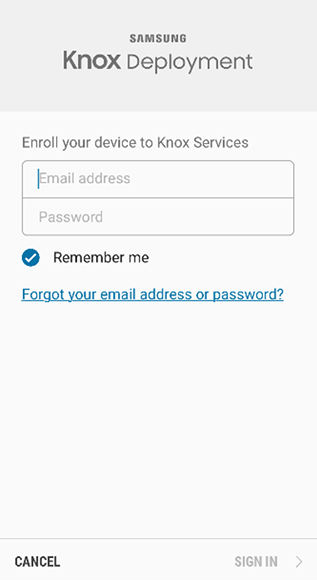 SAMSUNG
Knox Deployment
Enroll your device to Knox Services
Email address
Password
Remember me
Forgot your email address or password?
CANCEL SIGN IN